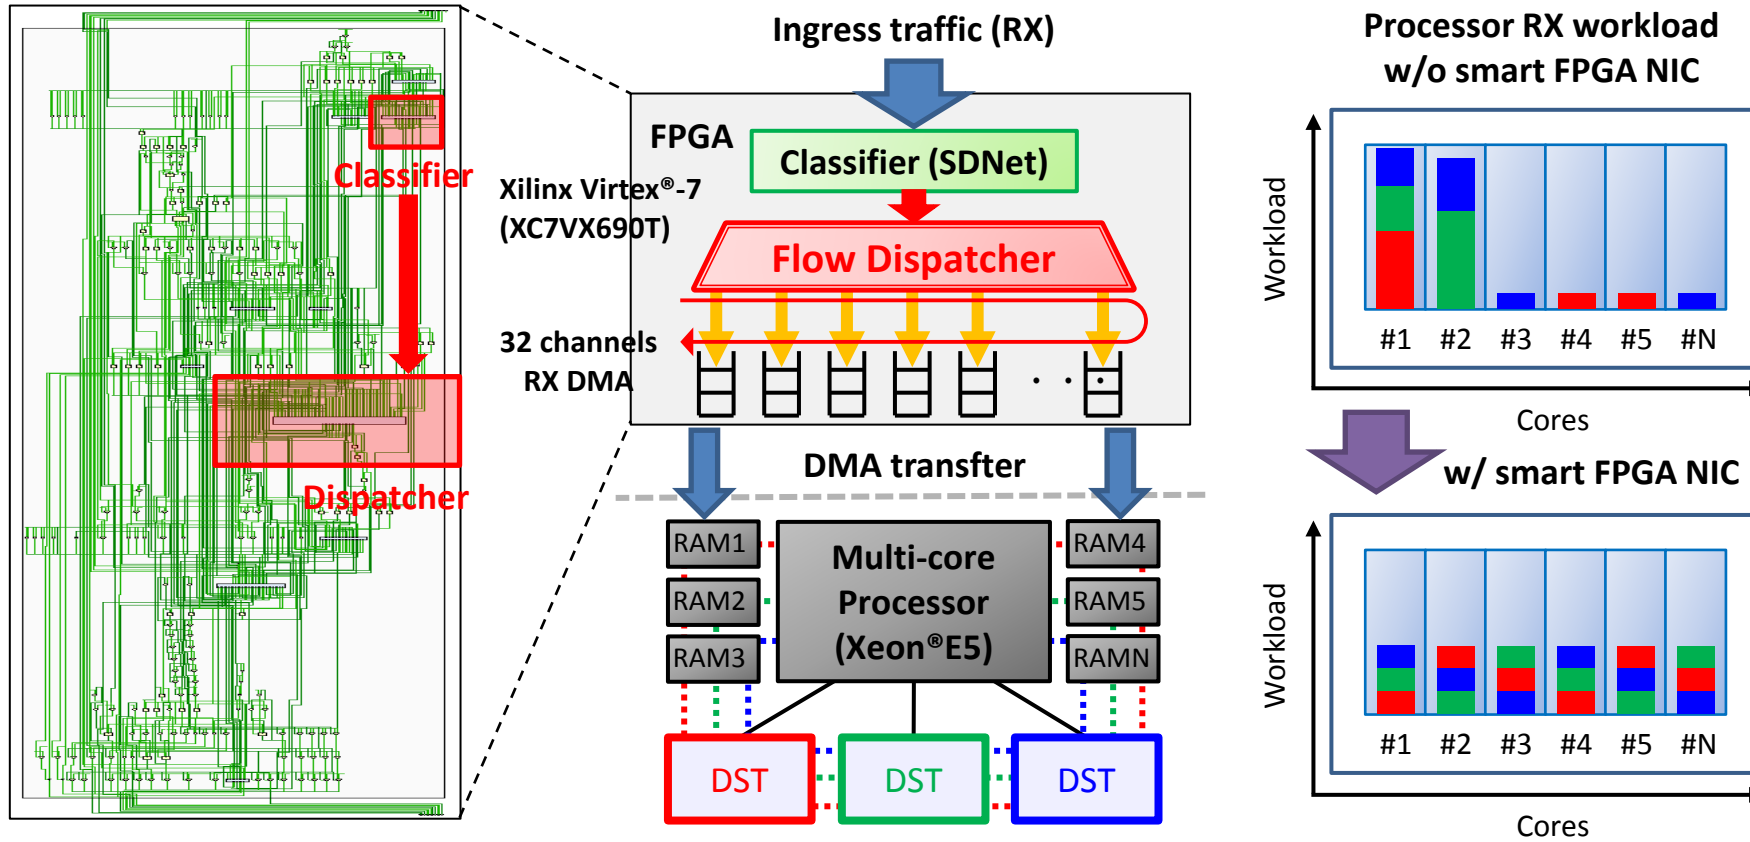 Classifier
Dispatcher
Ingress traffic (RX)
FPGA
Classifier (SDNet)
Xilinx Virtex®-7
(XC7VX690T)
Flow Dispatcher
32 channels
RX DMA
. . .
DMA transfter
RAM1
RAM2
RAM3
Multi-core
Processor
(Xeon®E5)
RAM4
RAM5
RAMN
DST
DST
DST
Processor RX workload
w/o smart FPGA NIC
Workload
#1 #2 #3 #4 #5 #N
Cores
w/ smart FPGA NIC
Workload
#1 #2 #3 #4 #5 #N
Cores